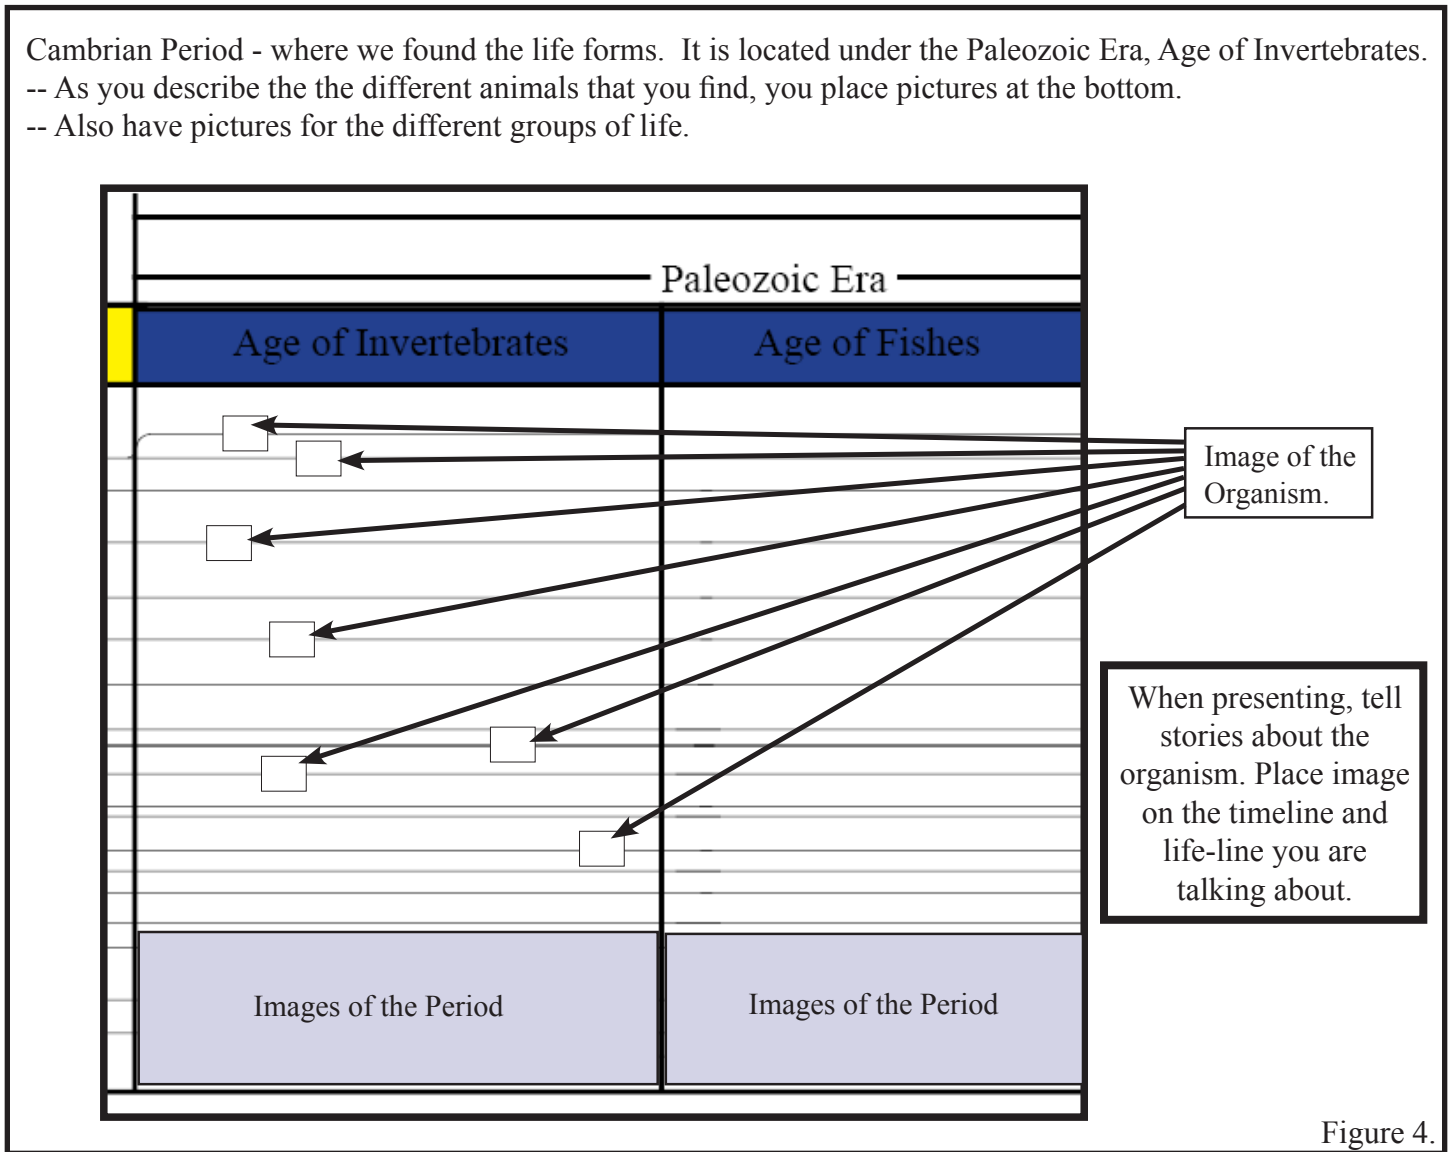 Cambrian Period - where we found the life forms.  It is located under the Paleozoic Era, Age of Invertebrates.
-- As you describe the the different animals that you find, you place pictures at the bottom.
-- Also have pictures for the different groups of life.
Paleozoic Era
Age of Invertebrates
Age of Fishes
Image of the
Organism.
When presenting, tell
stories about the
organism. Place image
on the timeline and
life-line you are
talking about.
Images of the Period
Images of the Period
Figure 4.